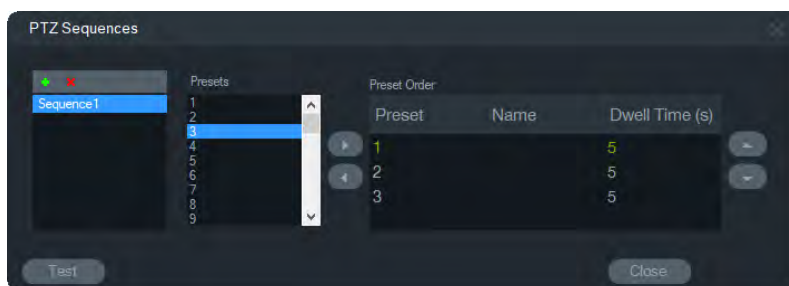 PTZ Sequences
Sequence1
Presets
1
2
3
4
5
6
7
8
9
Preset Order
Preset Name Dwell Time (s)
1 5
2 5
3 5
Test
Close